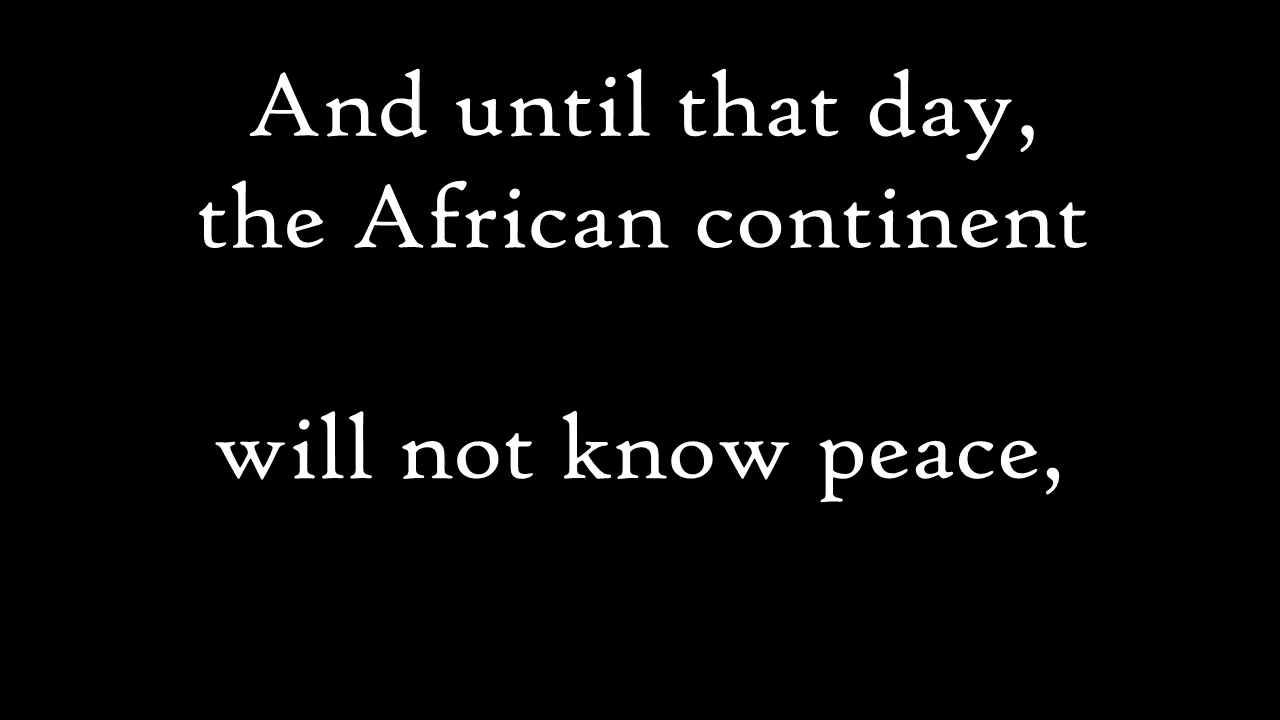 And until that day,
the African continent
will not know peace,